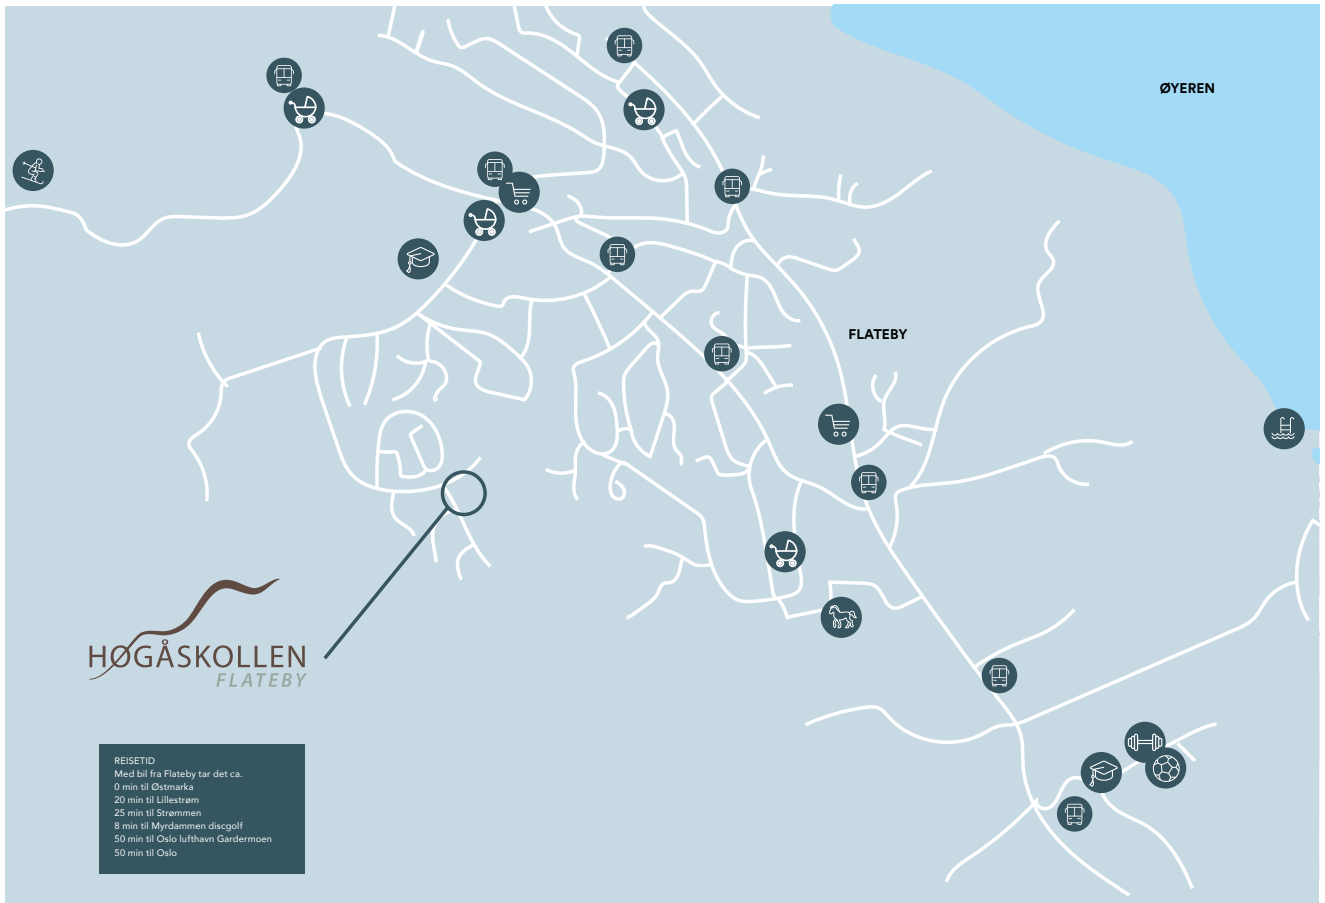 ØYEREN
FLATEBY
HØGÅSKOLLEN
FLATEBY
REISETID
Med bil fra Flateby tar det ca.
0 min til Østmarka
20 min til Lillestrøm
25 min til Strømmen
8 min til Myrdammen discgolf
50 min til Oslo lufthavn Gardermoen
50 min til Oslo